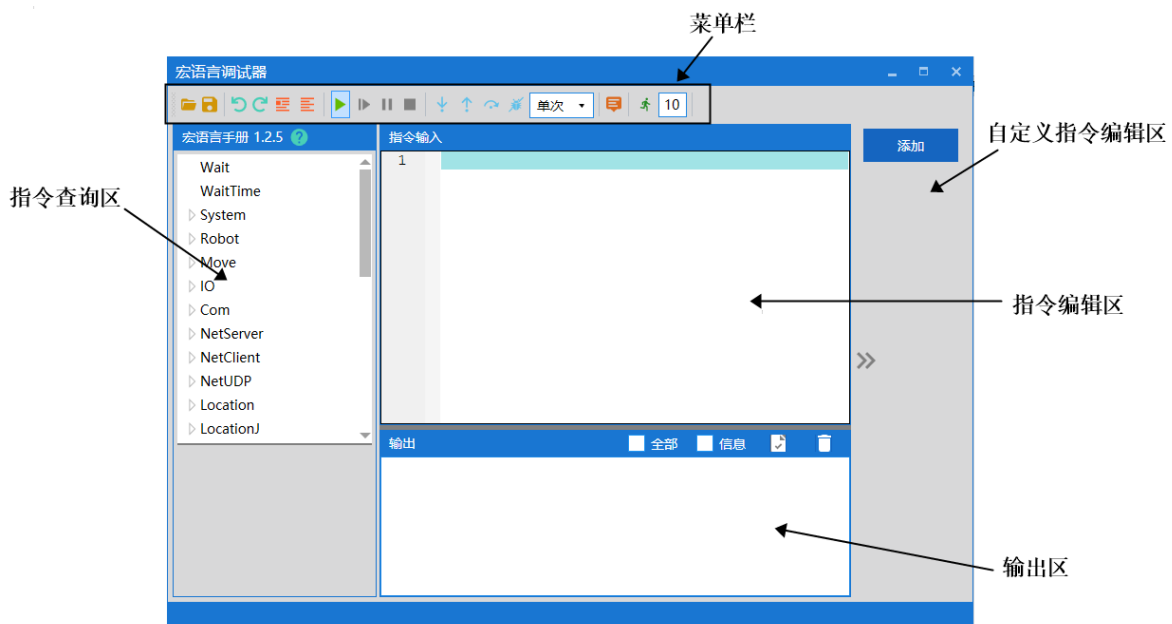 菜单栏
宏语言调试器
单次
10
宏语言手册 1.2.5 ?
指令输入
添加
自定义指令编辑区
1
Wait
WaitTime
System
Robot
Move
IO
Com
NetServer
NetClient
NetUDP
Location
LocationJ
指令查询区
指令编辑区
输出
全部
信息
输出区